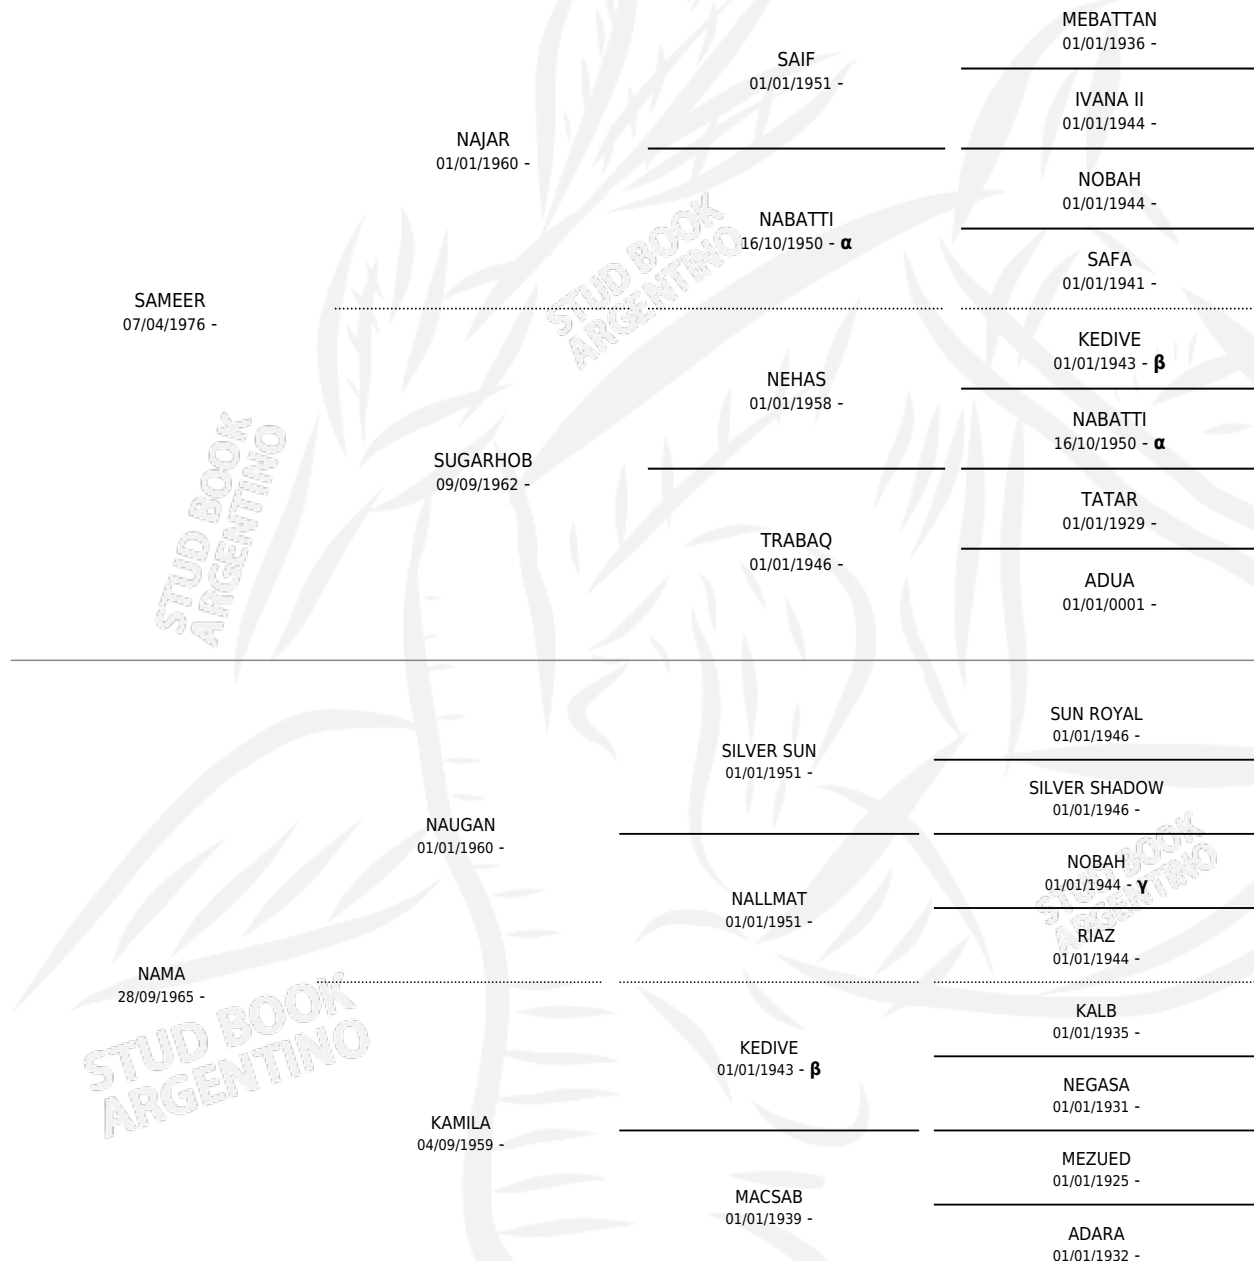 MEBATTAN
01/01/1936 -
SAIF
01/01/1951 -
IVANA II
01/01/1944 -
NAJAR
01/01/1960 -
NOBAH
01/01/1944 -
NABATTI
16/10/1950 - α
SAFA
01/01/1941 -
SAMEER
07/04/1976 -
KEDIVE
01/01/1943 - β
NEHAS
01/01/1958 -
NABATTI
16/10/1950 - α
SUGARHOB
09/09/1962 -
TATAR
01/01/1929 -
TRABAQ
01/01/1946 -
ADUA
01/01/0001 -
SUN ROYAL
01/01/1946 -
SILVER SUN
01/01/1951 -
SILVER SHADOW
01/01/1946 -
NAUGAN
01/01/1960 -
NOBAH
01/01/1944 - γ
NALLMAT
01/01/1951 -
RIAZ
01/01/1944 -
NAMA
28/09/1965 -
KALB
01/01/1935 -
KEDIVE
01/01/1943 - β
NEGASA
01/01/1931 -
KAMILA
04/09/1959 -
MEZUED
01/01/1925 -
MACSAB
01/01/1939 -
ADARA
01/01/1932 -
STUD BOOK
ARGENTINO
STUD BOOK
ARGENTINO
STUD BOOK
ARGENTINO
STUD BOOK
ARGENTINO